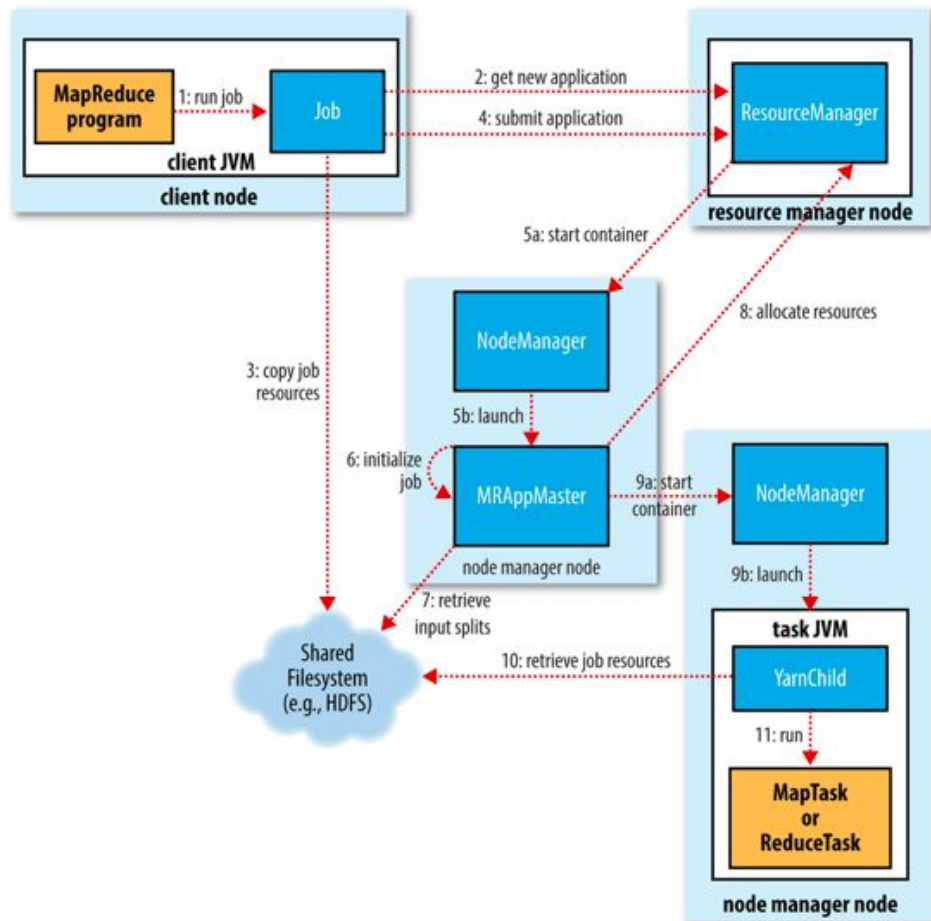 MapReduce
program
1: run job
Job
client JVM
client node
2: get new application
4: submit application
ResourceManager
resource manager node
5a: start container
8: allocate resources
3: copy job
resources
NodeManager
5b: launch
6: initialize
job
MRAppMaster
node manager node
9a: start
container
NodeManager
9b: launch
7: retrieve
input splits
Shared
Filesystem
(e.g., HDFS)
10: retrieve job resources
task JVM
YarnChild
11: run
MapTask
or
ReduceTask
node manager node